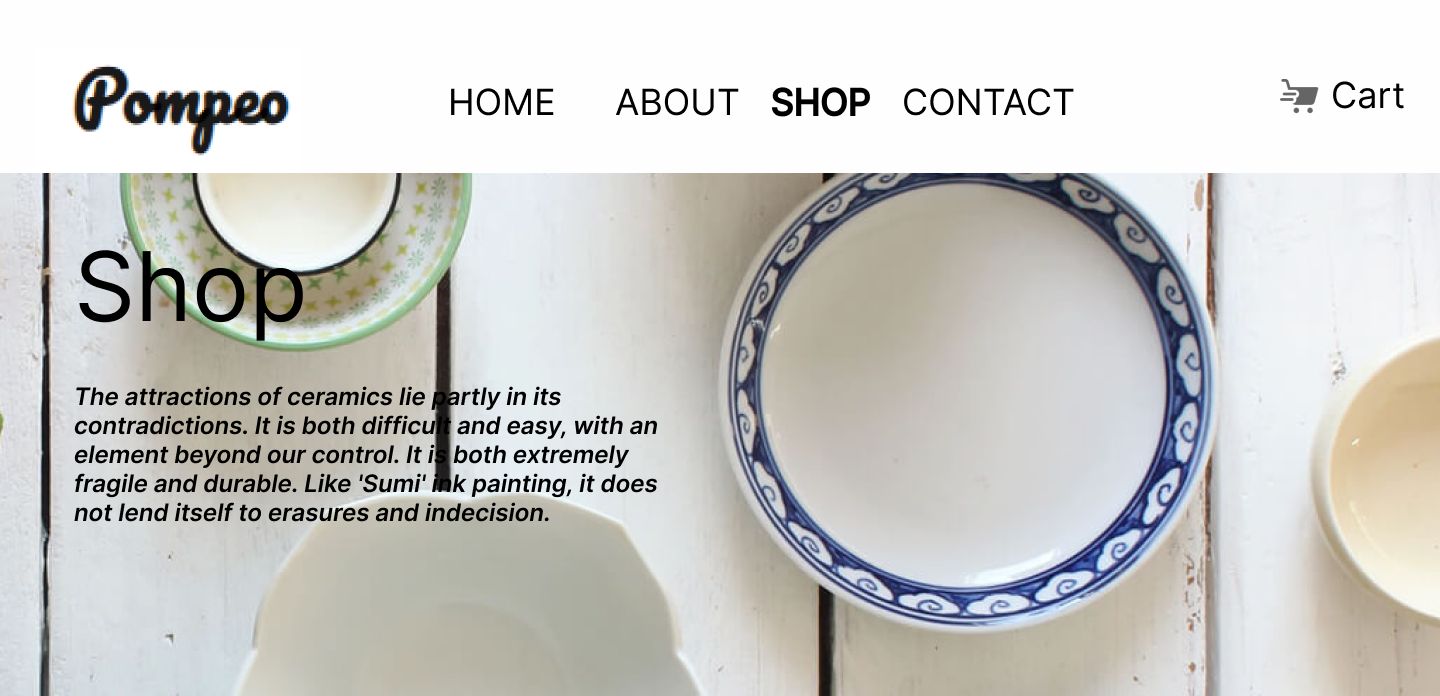 Pompeo
HOME ABOUT SHOP CONTACT
Cart
Shop
The attractions of ceramics lie partly in its
contradictions. It is both difficult and easy, with an
element beyond our control. It is both extremely
fragile and durable. Like 'Sumi' ink painting, it does
not lend itself to erasures and indecision.